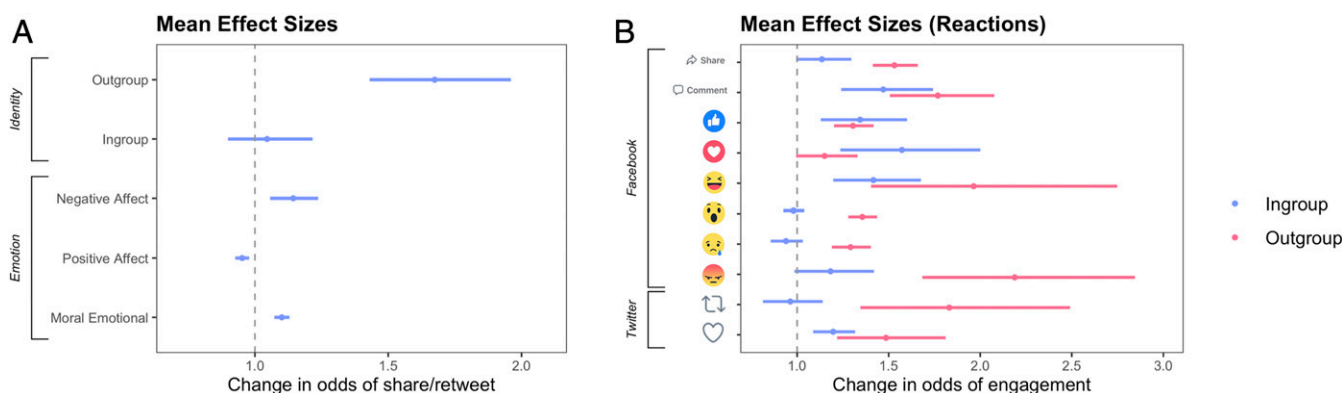 A
Mean Effect Sizes
Identity
Outgroup
Ingroup
Emotion
Negative Affect
Positive Affect
Moral Emotional
1.0 1.5 2.0
Change in odds of share/retweet
B
Mean Effect Sizes (Reactions)
Facebook
Share
Comment
Twitter
1.0 1.5 2.0 2.5 3.0
Change in odds of engagement
Ingroup
Outgroup